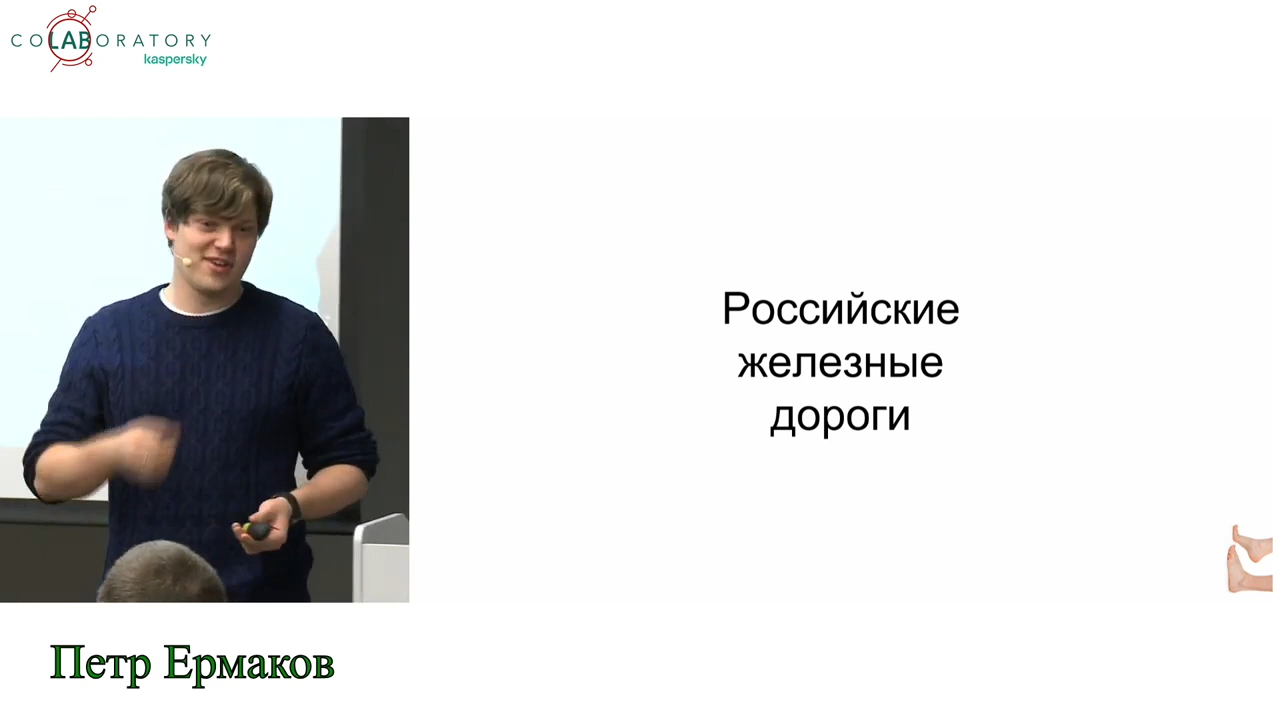 COLABORATORY
kaspersky
Российские
железные
дороги
Петр Ермаков